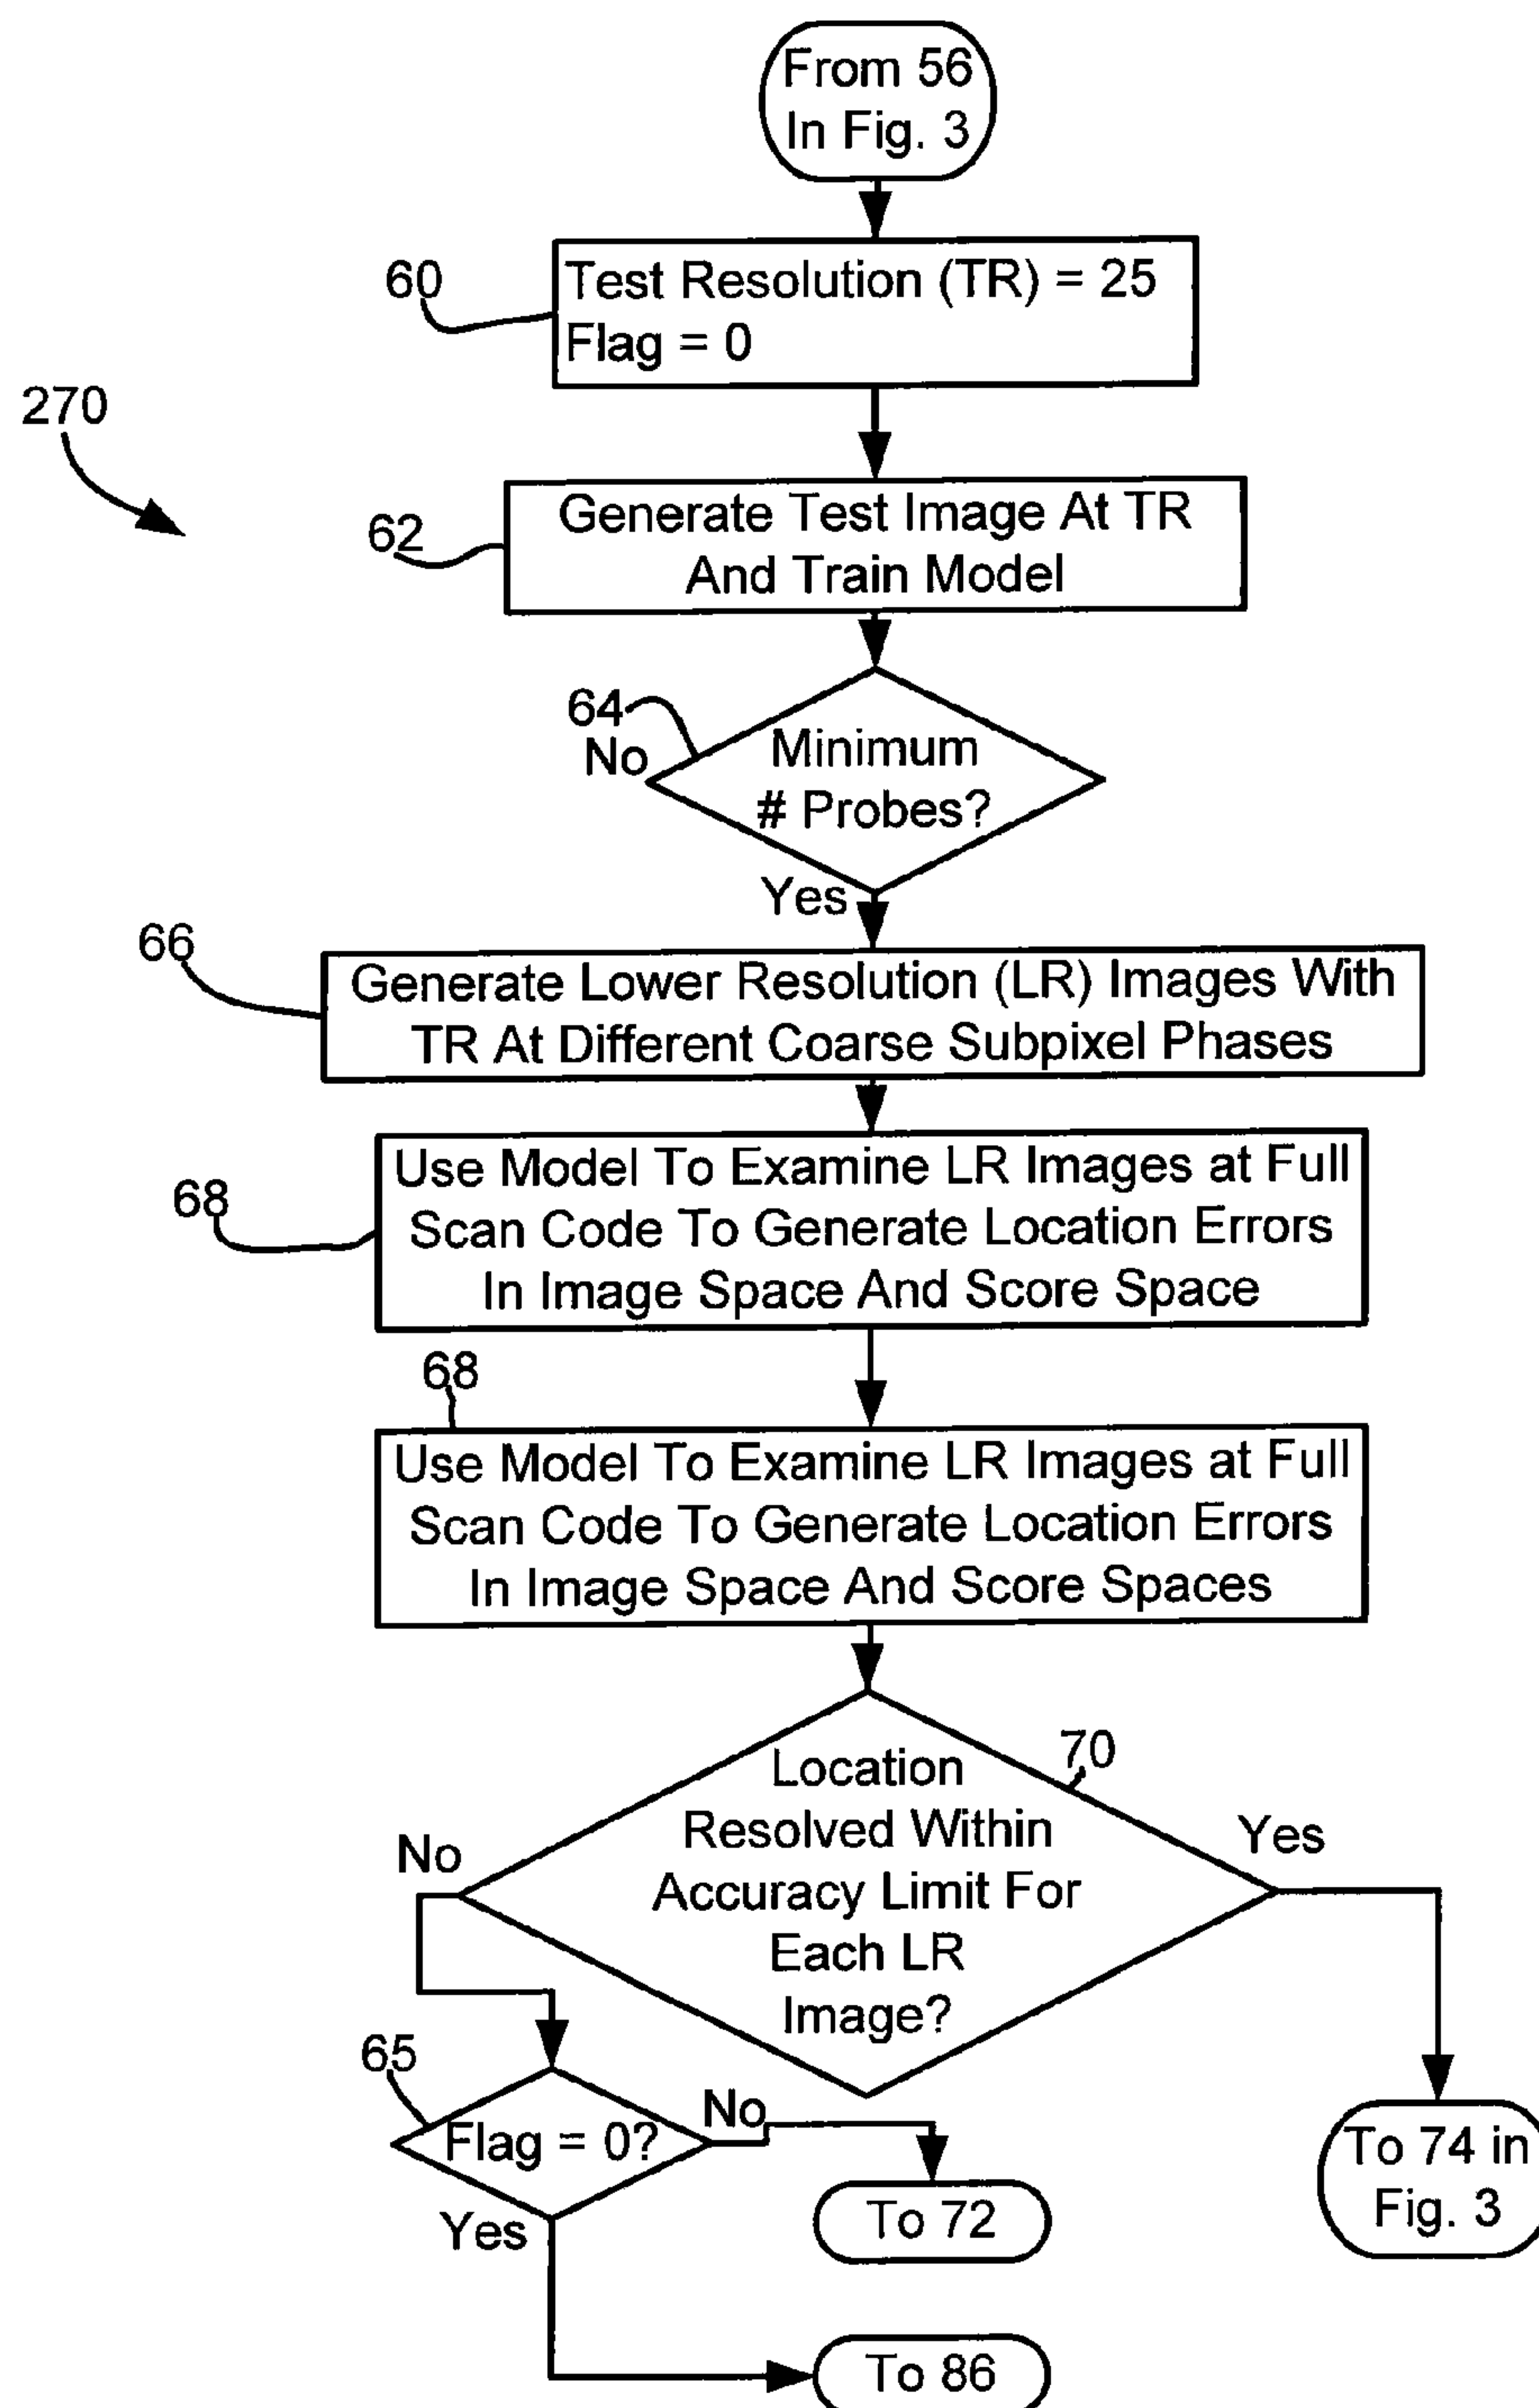 From 56
In Fig. 3
60
Test Resolution (TR) = 25
Flag = 0
270
62
Generate Test Image At TR
And Train Model
64
No
Minimum
# Probes?
Yes
66
Generate Lower Resolution (LR) Images With
TR At Different Coarse Subpixel Phases
68
Use Model To Examine LR Images at Full
Scan Code To Generate Location Errors
In Image Space And Score Space
68
Use Model To Examine LR Images at Full
Scan Code To Generate Location Errors
In Image Space And Score Spaces
70
Location
Resolved Within
Accuracy Limit For
Each LR
Image?
No
Yes
65
Flag = 0?
No
Yes
To 72
To 74 in
Fig. 3
To 86